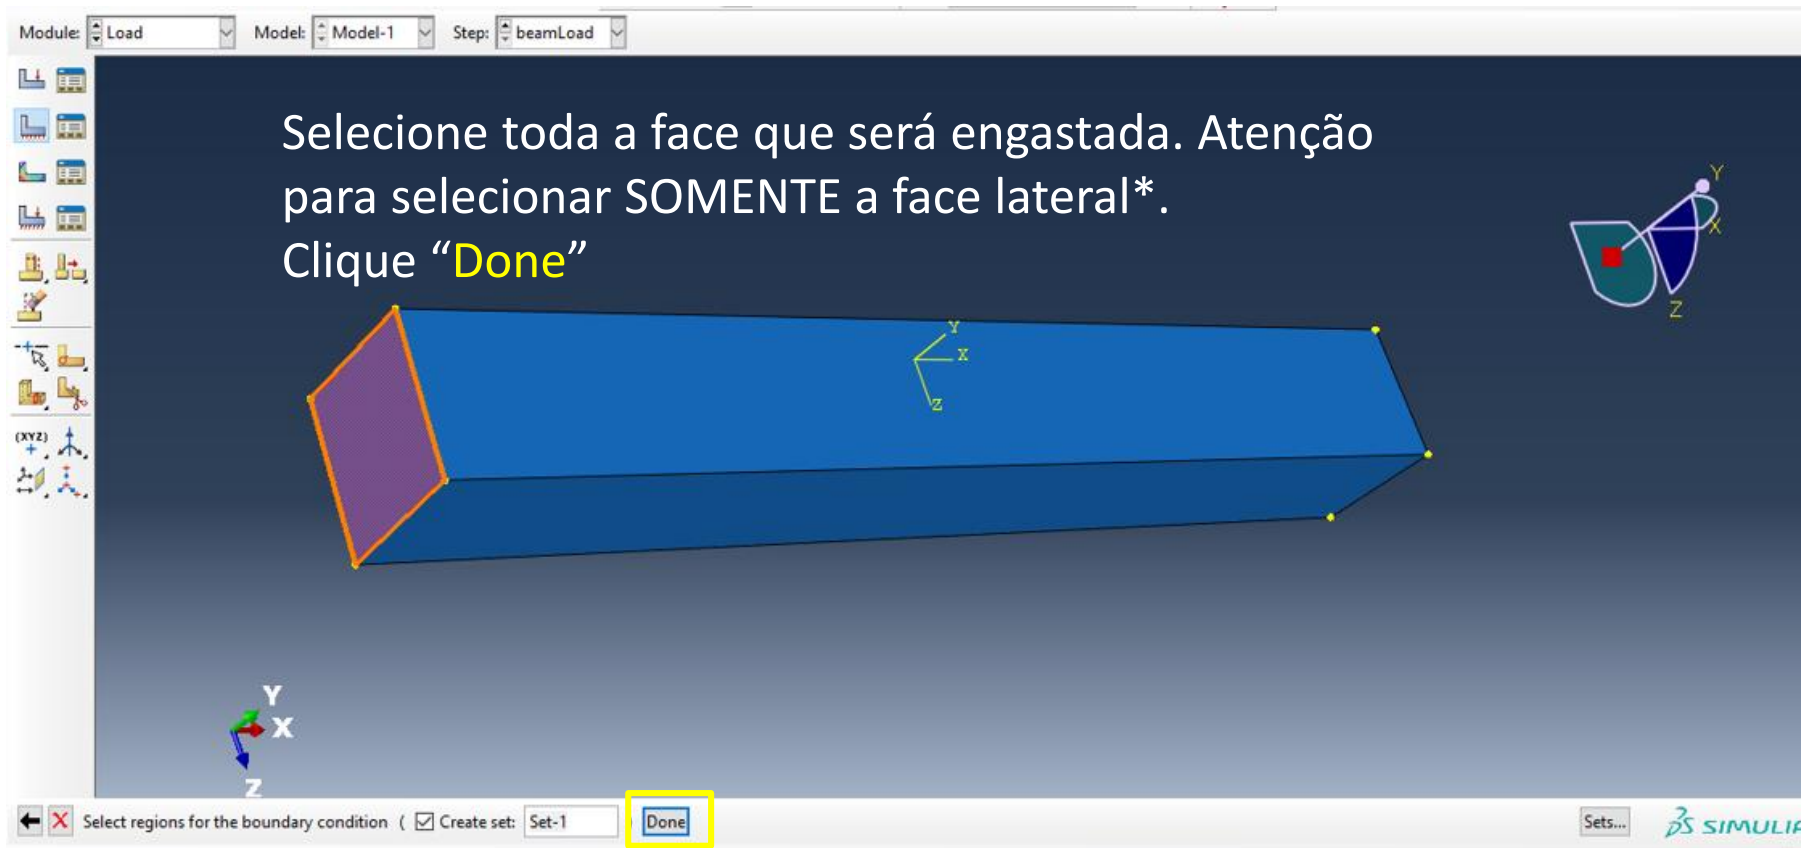 Module: Load Model: Model-1 Step: beamLoad
Selecione toda a face que será engastada. Atenção
para selecionar SOMENTE a face lateral*.
Clique “Done”
Y
X
Z
Y
X
Z
(XYZ)
Y
X
Z
Select regions for the boundary condition ( Create set: Set-1 ) Done
Sets... SIMULIA